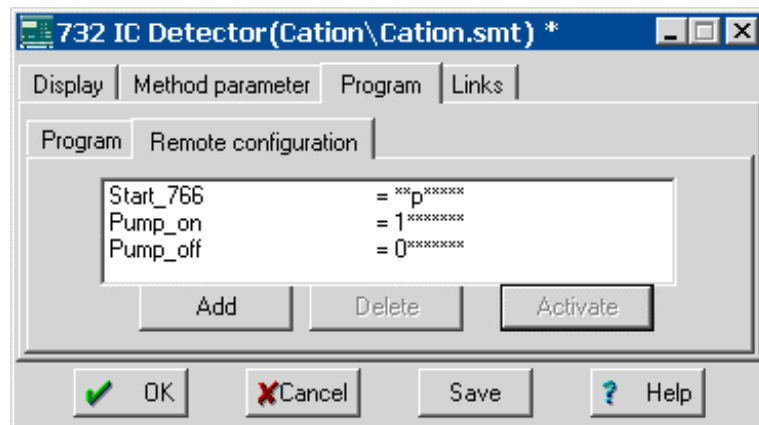 732 IC Detector(Cation\Cation.smt) *
Display Method parameter Program Links
Program Remote configuration
Start_766 = **p*****
Pump_on = 1*******
Pump_off = 0*******
Add Delete Activate
OK Cancel Save ? Help